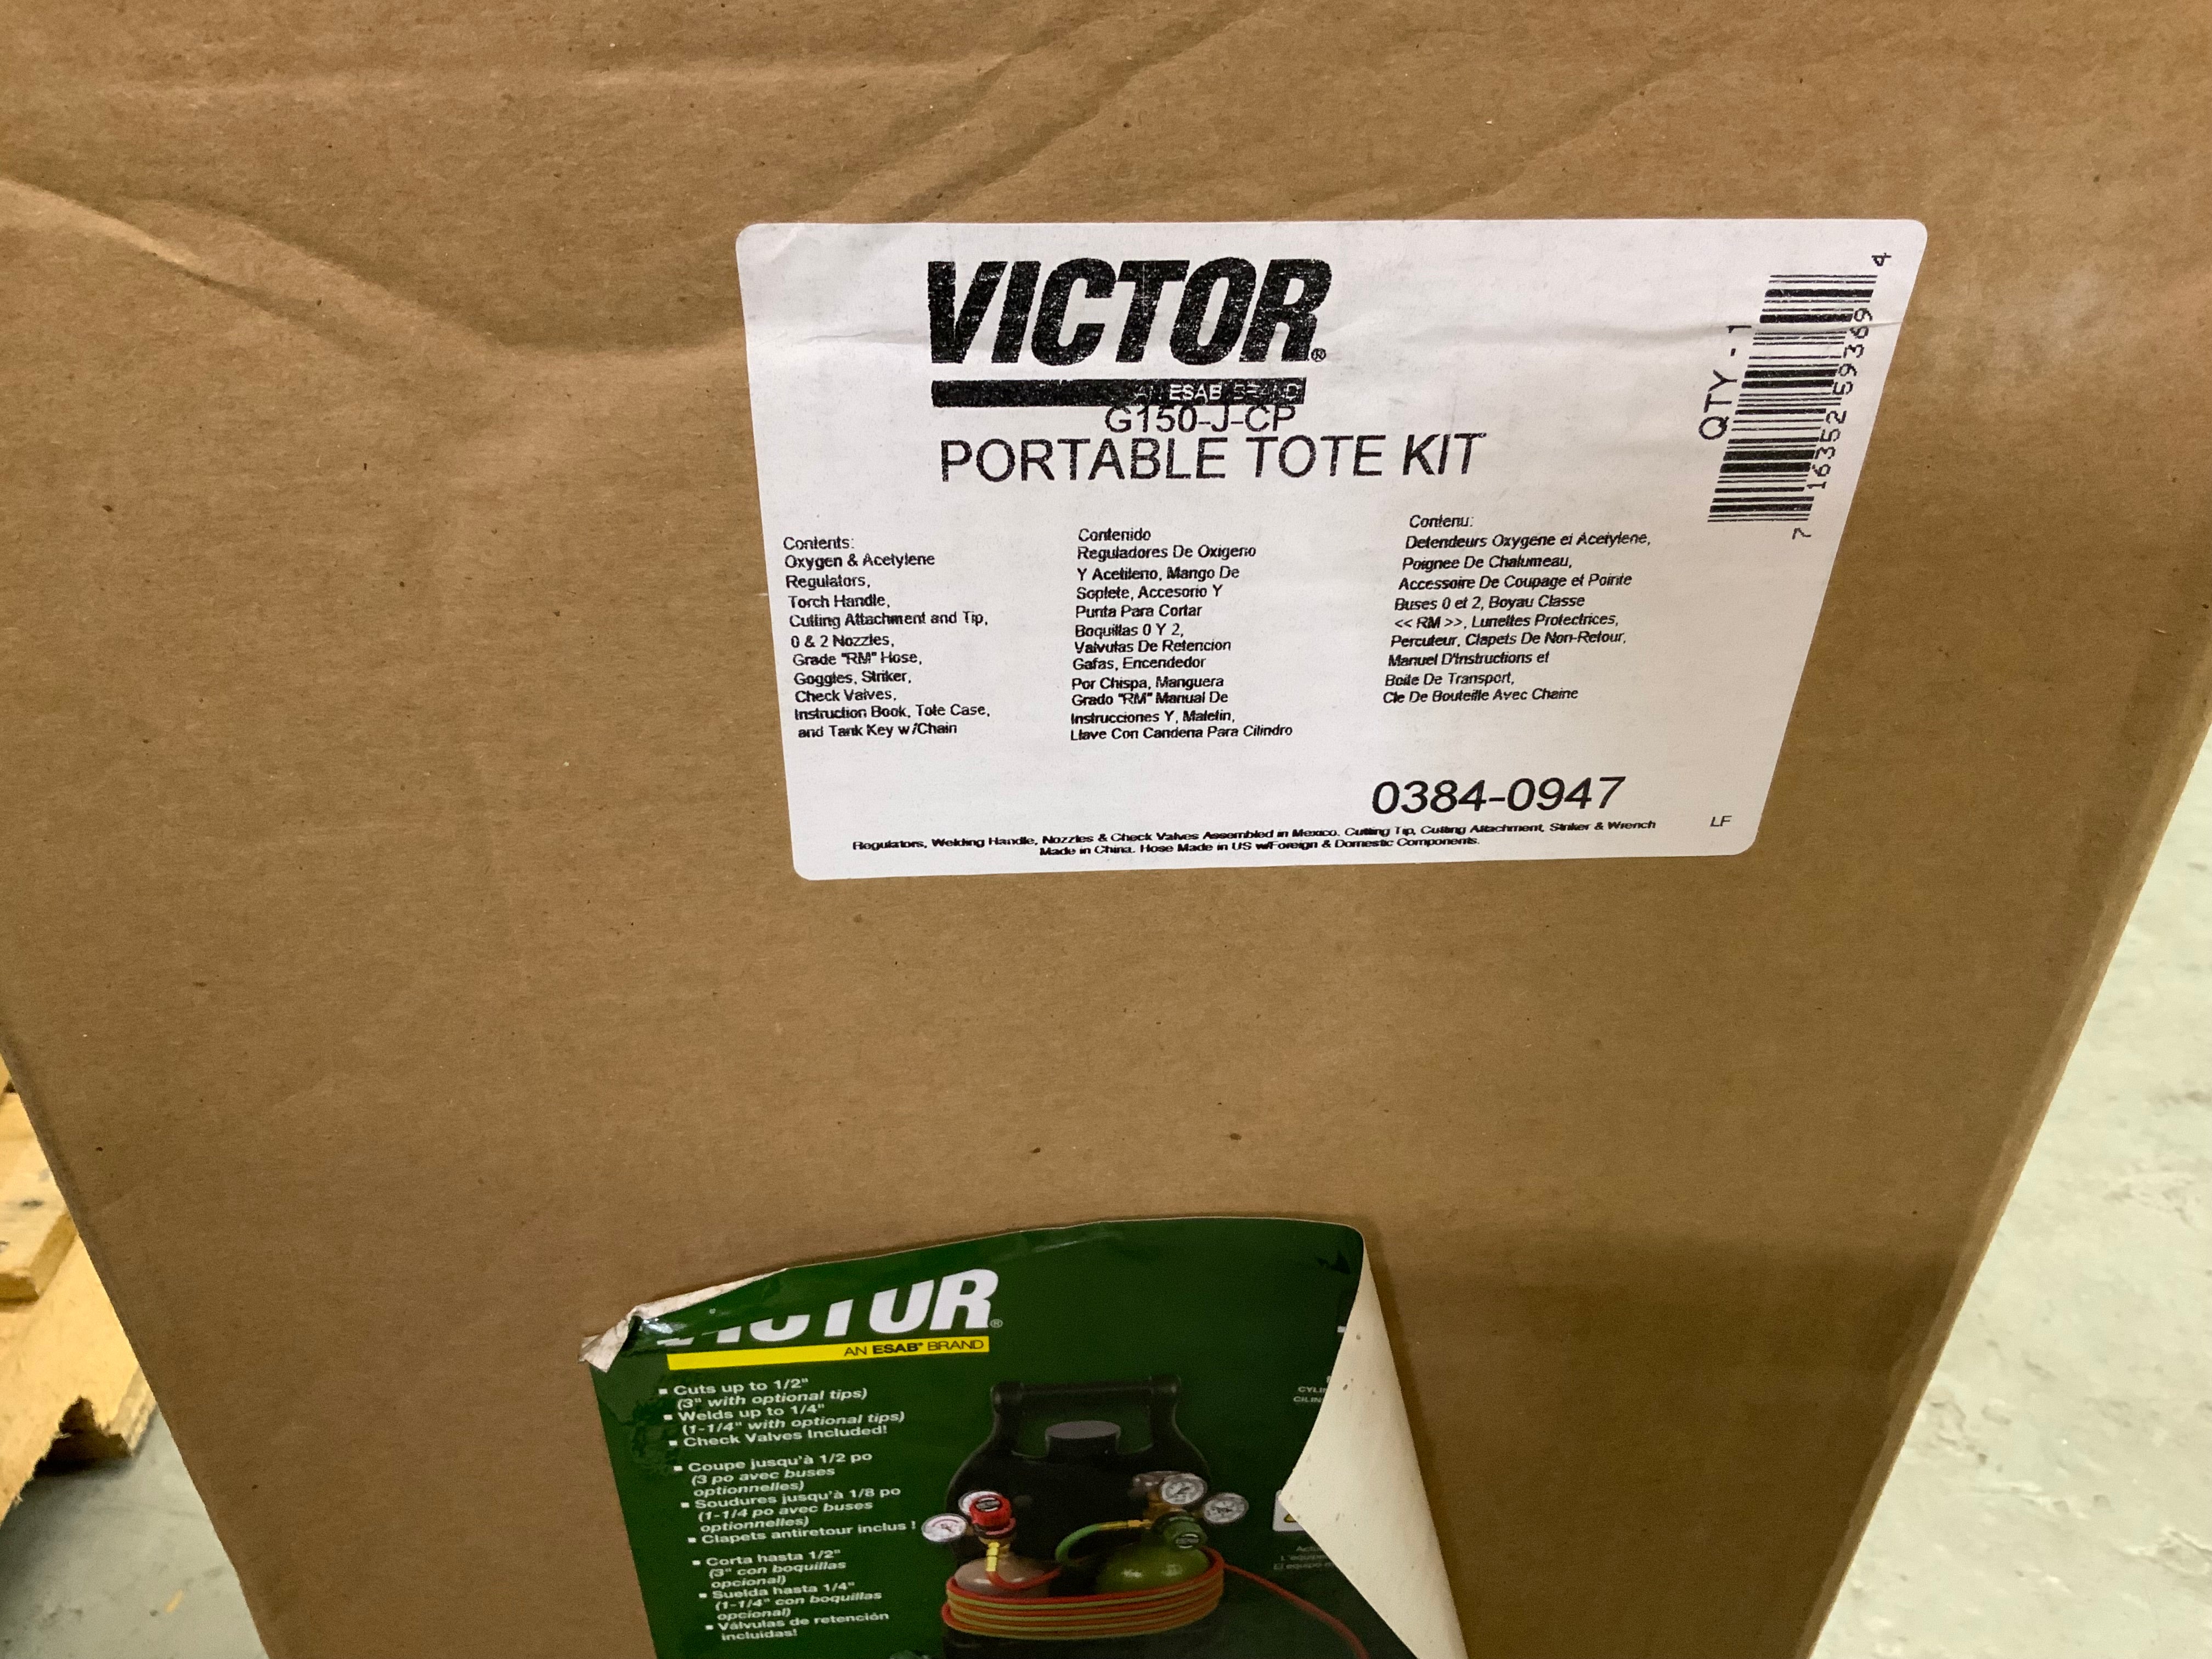 VICTOR®
AN ESAB BRAND
G150-J-CP
PORTABLE TOTE KIT
QTY - 1
7 16352 59369 4
Contents:
Oxygen & Acetylene
Regulators,
Torch Handle,
Cutting Attachment and Tip,
0 & 2 Nozzles,
Grade "RM" Hose,
Goggles, Striker,
Check Valves,
Instruction Book, Tote Case,
and Tank Key w/Chain
Contenido
Reguladores De Oxigeno
Y Acetileno, Mango De
Soplete, Accesorio Y
Punta Para Cortar
Boquillas 0 Y 2,
Valvulas De Retencion
Gafas, Encendedor
Por Chispa, Manguera
Grado "RM" Manual De
Instrucciones Y, Maletin,
Llave Con Candena Para Cilindro
Contenu:
Detendeurs Oxygene et Acetylene,
Poignee De Chalumeau,
Accessoire De Coupage et Pointe
Buses 0 et 2, Boyau Classe
<< RM >>, Lunettes Protectrices,
Percuteur, Clapets De Non-Retour,
Manuel D'Instructions et
Boite De Transport,
Cle De Bouteille Avec Chaine
0384-0947
Regulators, Welding Handle, Nozzles & Check Valves Assembled in Mexico. Cutting Tip, Cutting Attachment, Striker & Wrench
Made in China. Hose Made in US w/Foreign & Domestic Components.
LF
VICTOR®
AN ESAB® BRAND
▪ Cuts up to 1/2"
(3" with optional tips)
▪ Welds up to 1/4"
(1-1/4" with optional tips)
▪ Check Valves Included!
▪ Coupe jusqu'à 1/2 po
(3 po avec buses
optionnelles)
▪ Soudures jusqu'à 1/8 po
(1-1/4 po avec buses
optionnelles)
▪ Clapets antiretour inclus !
▪ Corta hasta 1/2"
(3" con boquillas
opcional)
▪ Suelda hasta 1/4"
(1-1/4" con boquillas
opcional)
▪ Válvulas de retención
incluidas!